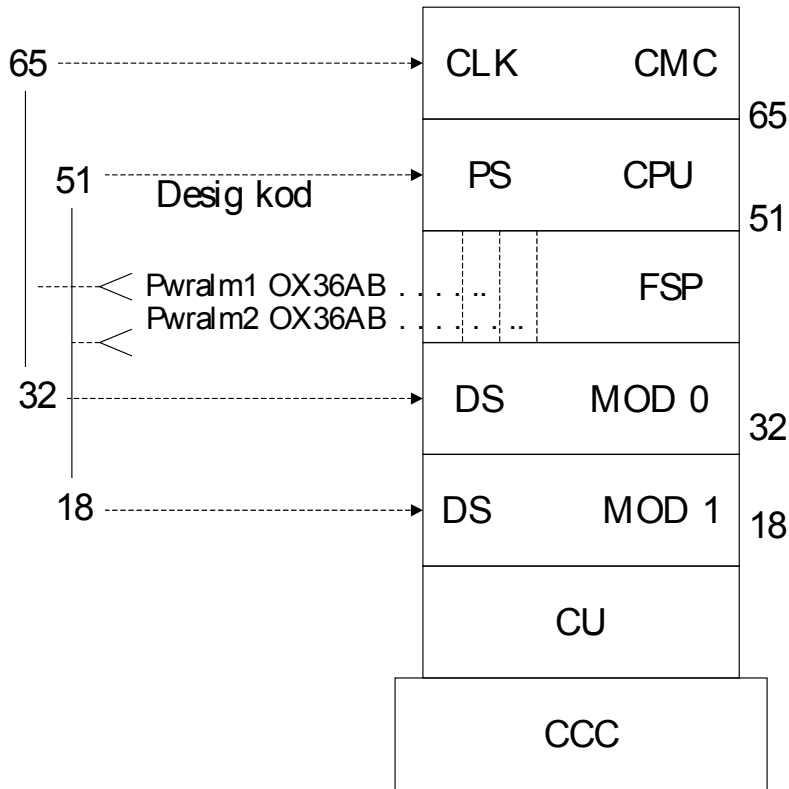 65
CLK CMC
65
51
Desig kod
PS CPU
51
Pwralm1 OX36AB . . . . ..
FSP
Pwralm2 OX36AB . . . . . . ..
32
DS MOD 0
32
18
DS MOD 1
18
CU
CCC